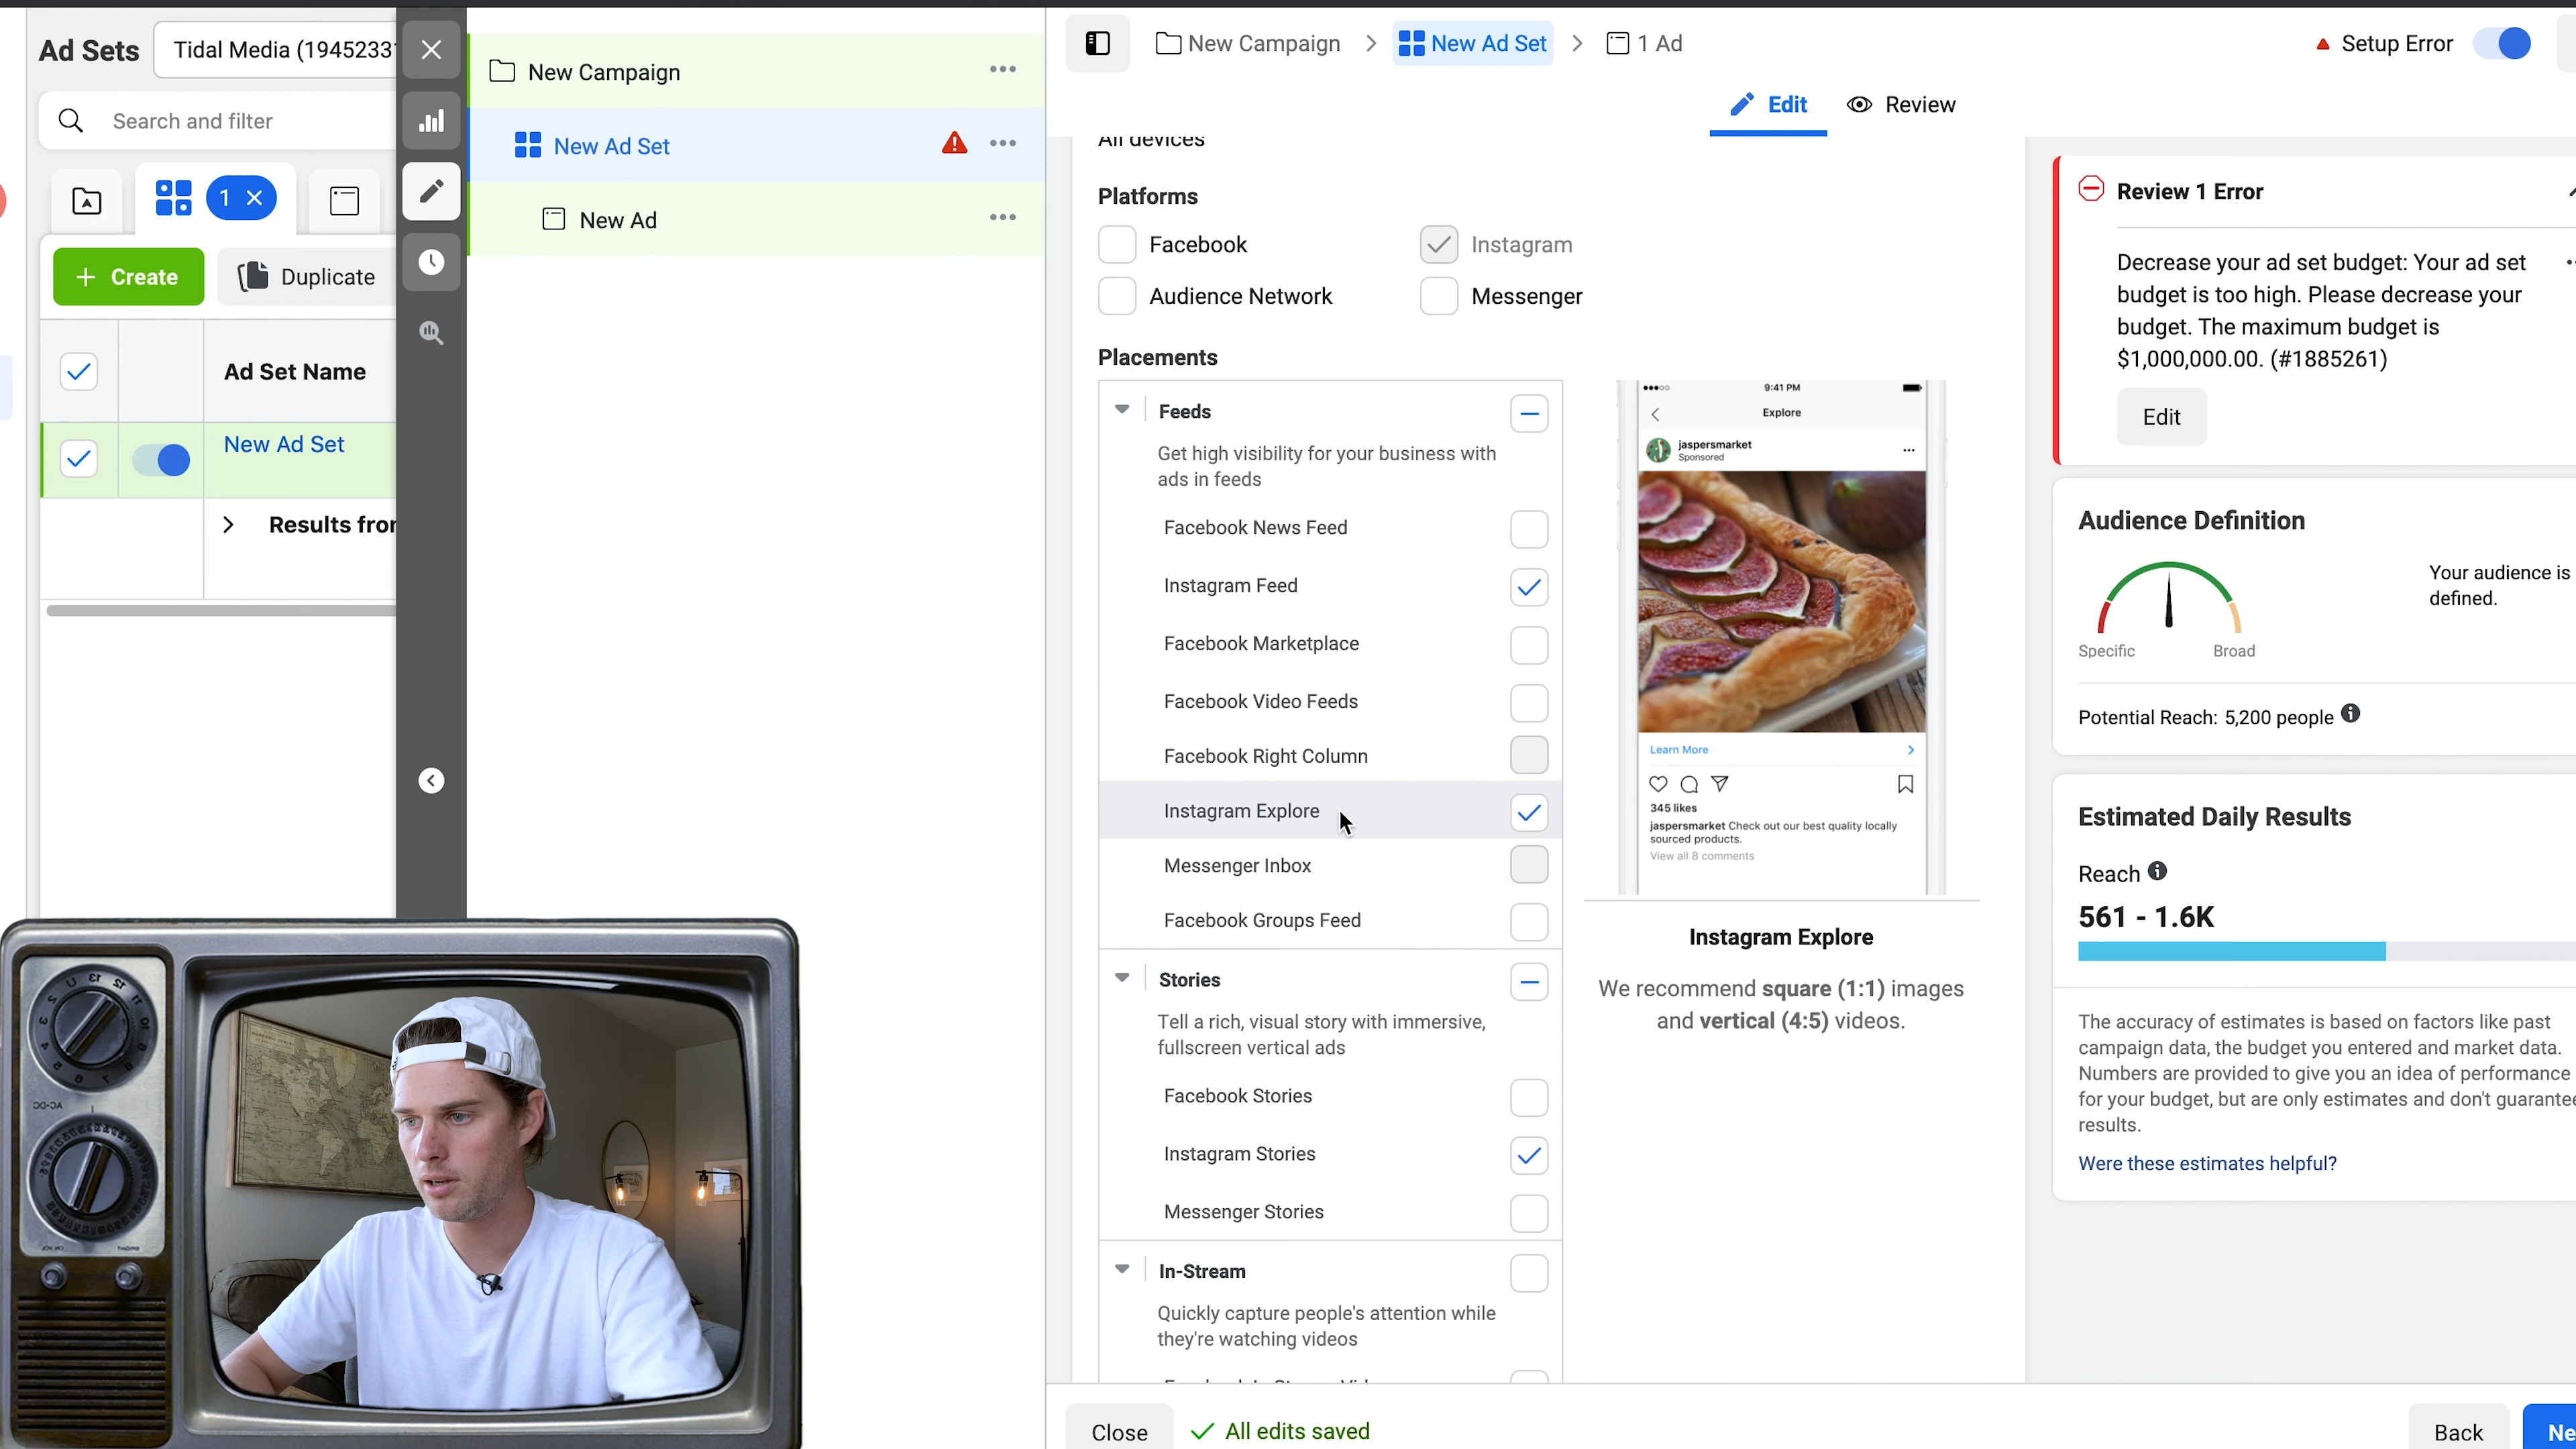 Ad Sets
Tidal Media (1945233
Search and filter
1
+ Create
Duplicate
Ad Set Name
New Ad Set
Results from
New Campaign
New Ad Set
New Ad
New Campaign
New Ad Set
1 Ad
Setup Error
Edit
Review
All devices
Platforms
Facebook
Instagram
Audience Network
Messenger
Placements
Feeds
Get high visibility for your business with
ads in feeds
Facebook News Feed
Instagram Feed
Facebook Marketplace
Facebook Video Feeds
Facebook Right Column
Instagram Explore
Messenger Inbox
Facebook Groups Feed
Stories
Tell a rich, visual story with immersive,
fullscreen vertical ads
Facebook Stories
Instagram Stories
Messenger Stories
In-Stream
Quickly capture people's attention while
they're watching videos
9:41 PM
Explore
jaspersmarket
Sponsored
Learn More
345 likes
jaspersmarket Check out our best quality locally
sourced products.
View all 8 comments
Instagram Explore
We recommend square (1:1) images
and vertical (4:5) videos.
Review 1 Error
Decrease your ad set budget: Your ad set
budget is too high. Please decrease your
budget. The maximum budget is
$1,000,000.00. (#1885261)
Edit
Audience Definition
Your audience is
defined.
Specific
Broad
Potential Reach: 5,200 people
Estimated Daily Results
Reach
561 - 1.6K
The accuracy of estimates is based on factors like past
campaign data, the budget you entered and market data.
Numbers are provided to give you an idea of performance
for your budget, but are only estimates and don't guarantee
results.
Were these estimates helpful?
Close
All edits saved
Back
Ne